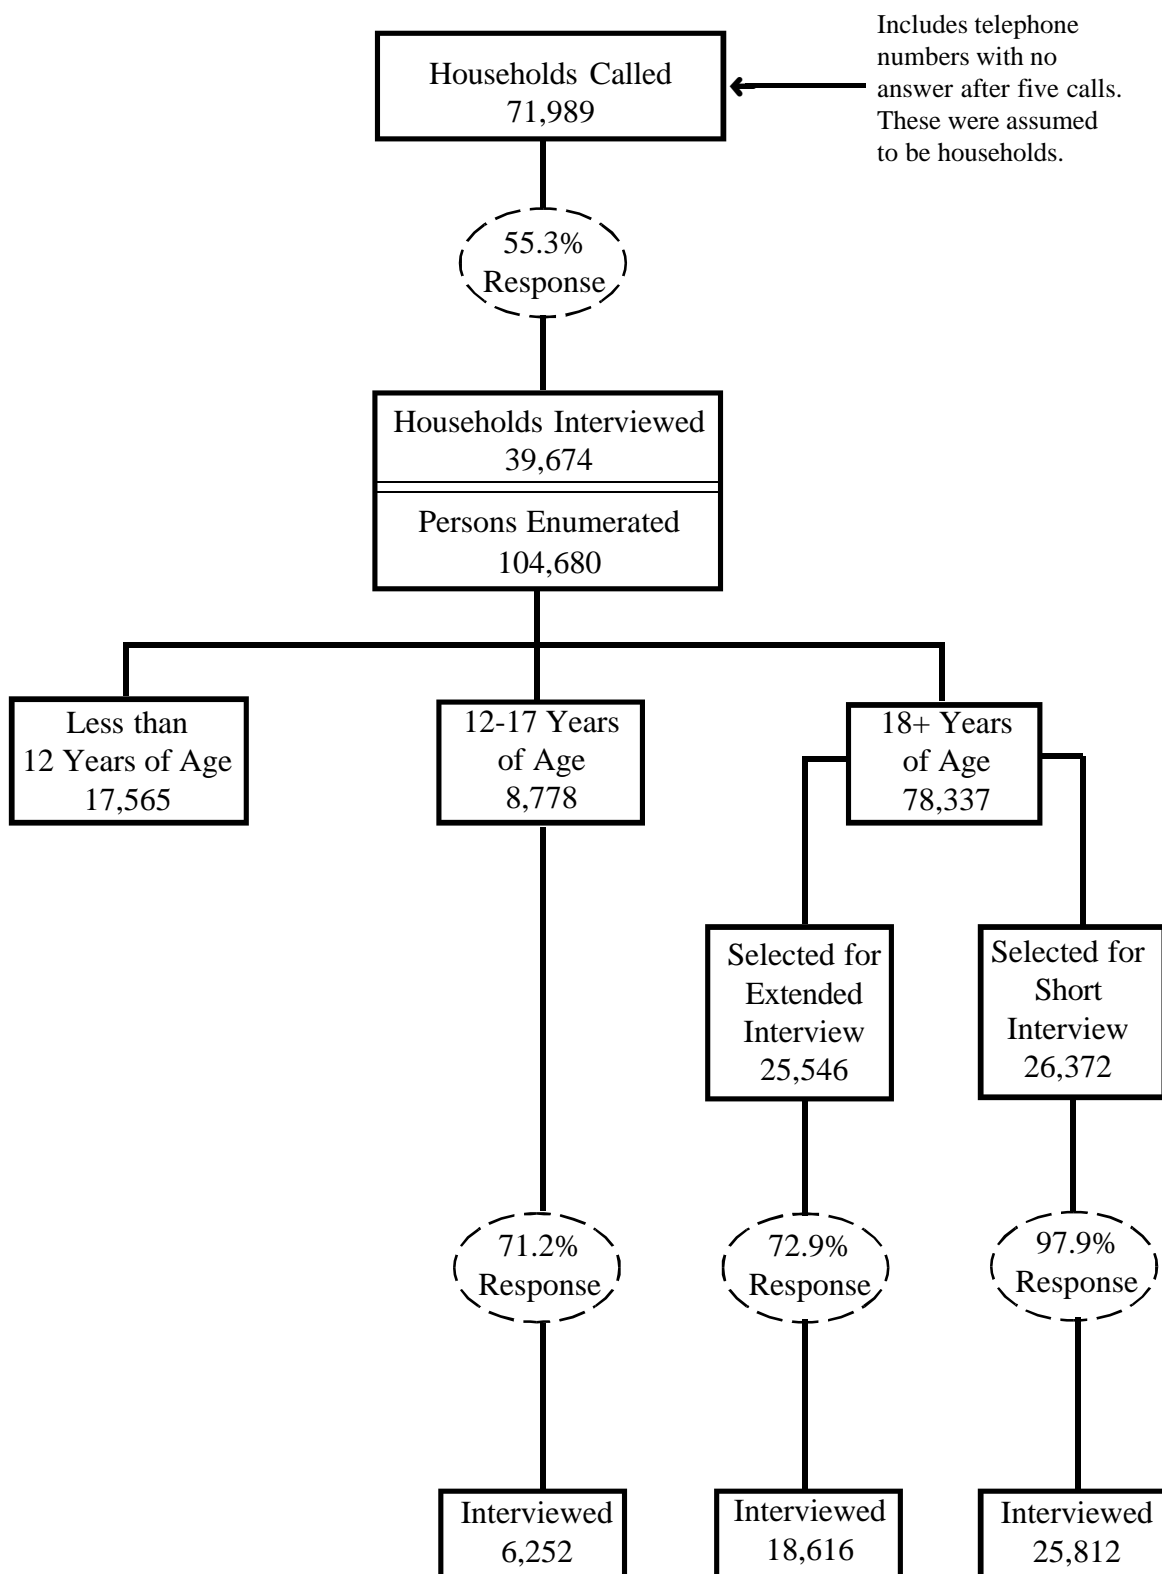 Households Called
71,989
Includes telephone
numbers with no
answer after five calls.
These were assumed
to be households.
55.3%
Response
Households Interviewed
39,674
Persons Enumerated
104,680
Less than
12 Years of Age
17,565
12-17 Years
of Age
8,778
18+ Years
of Age
78,337
Selected for
Extended
Interview
25,546
Selected for
Short
Interview
26,372
71.2%
Response
72.9%
Response
97.9%
Response
Interviewed
6,252
Interviewed
18,616
Interviewed
25,812